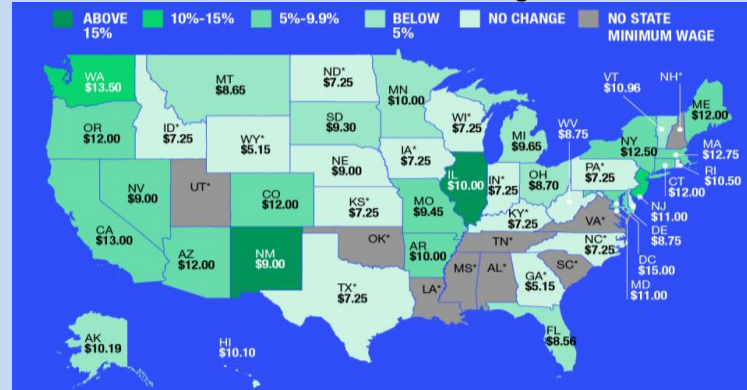 ABOVE
15%
10%-15%
5%-9.9%
BELOW
5%
NO CHANGE
NO STATE
MINIMUM WAGE
WA
$13.50
MT
$8.65
ND*
$7.25
MN
$10.00
VT
$10.96
NH*
ME
$12.00
OR
$12.00
ID*
$7.25
WY*
$5.15
SD
$9.30
WI*
$7.25
MI
$9.65
WV
$8.75
NY
$12.50
MA
$12.75
RI
$10.50
CT
$12.00
NJ
$11.00
DE
$8.75
DC
$15.00
MD
$11.00
NV
$9.00
UT*
CO
$12.00
NE
$9.00
IA*
$7.25
IL
$10.00
IN*
$7.25
OH
$8.70
PA*
$7.25
CA
$13.00
KS*
$7.25
MO
$9.45
KY*
$7.25
VA*
AZ
$12.00
NM
$9.00
OK*
AR
$10.00
TN*
NC*
$7.25
TX*
$7.25
LA*
MS*
AL*
GA*
$5.15
SC*
FL
$8.56
AK
$10.19
HI
$10.10